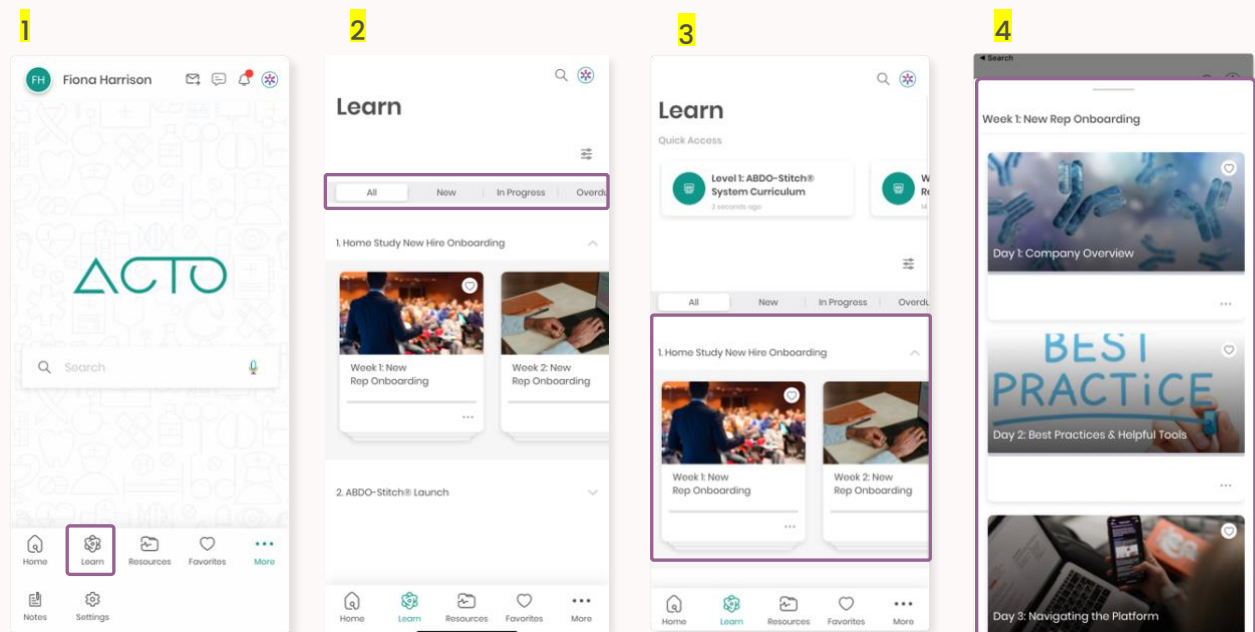 1
FH Fiona Harrison
ACTO
Search
Home Learn Resources Favorites More
Notes Settings
2
Learn
All New In Progress Overdu
1. Home Study New Hire Onboarding
Week 1: New
Rep Onboarding
Week 2: New
Rep Onboarding
2. ABDO-Stitch® Launch
Home Learn Resources Favorites More
3
Learn
Quick Access
Level 1: ABDO-Stitch®
System Curriculum
2 seconds ago
W
R
14
All New In Progress Overdu
1. Home Study New Hire Onboarding
Week 1: New
Rep Onboarding
Week 2: New
Rep Onboarding
Home Learn Resources Favorites More
4
Search
Week 1: New Rep Onboarding
Day 1: Company Overview
BEST
PRACTiCE
Day 2: Best Practices & Helpful Tools
Day 3: Navigating the Platform